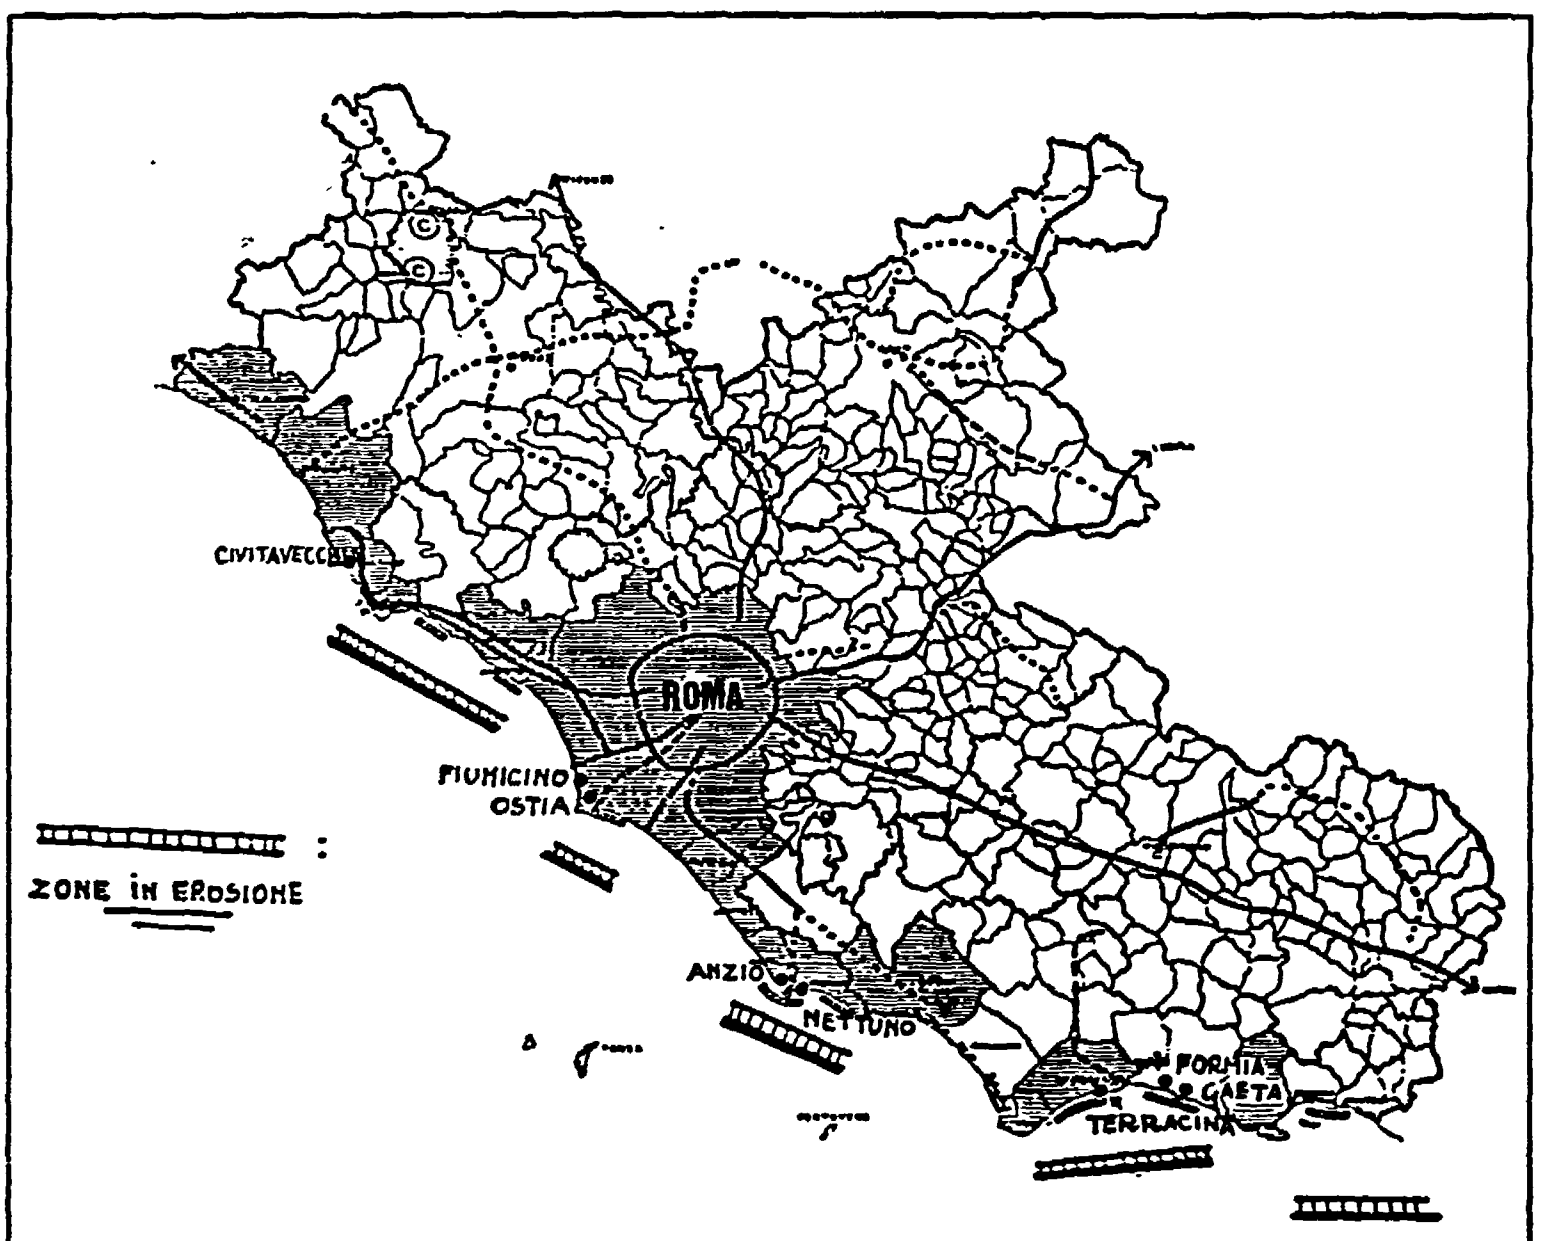 C
C
CIVITAVECCHIA
ROMA
FIUMICINO
OSTIA
:
ZONE iN EROSIONE
ANZIO
NETTUNO
FORMIA
GAETA
TERRACINA